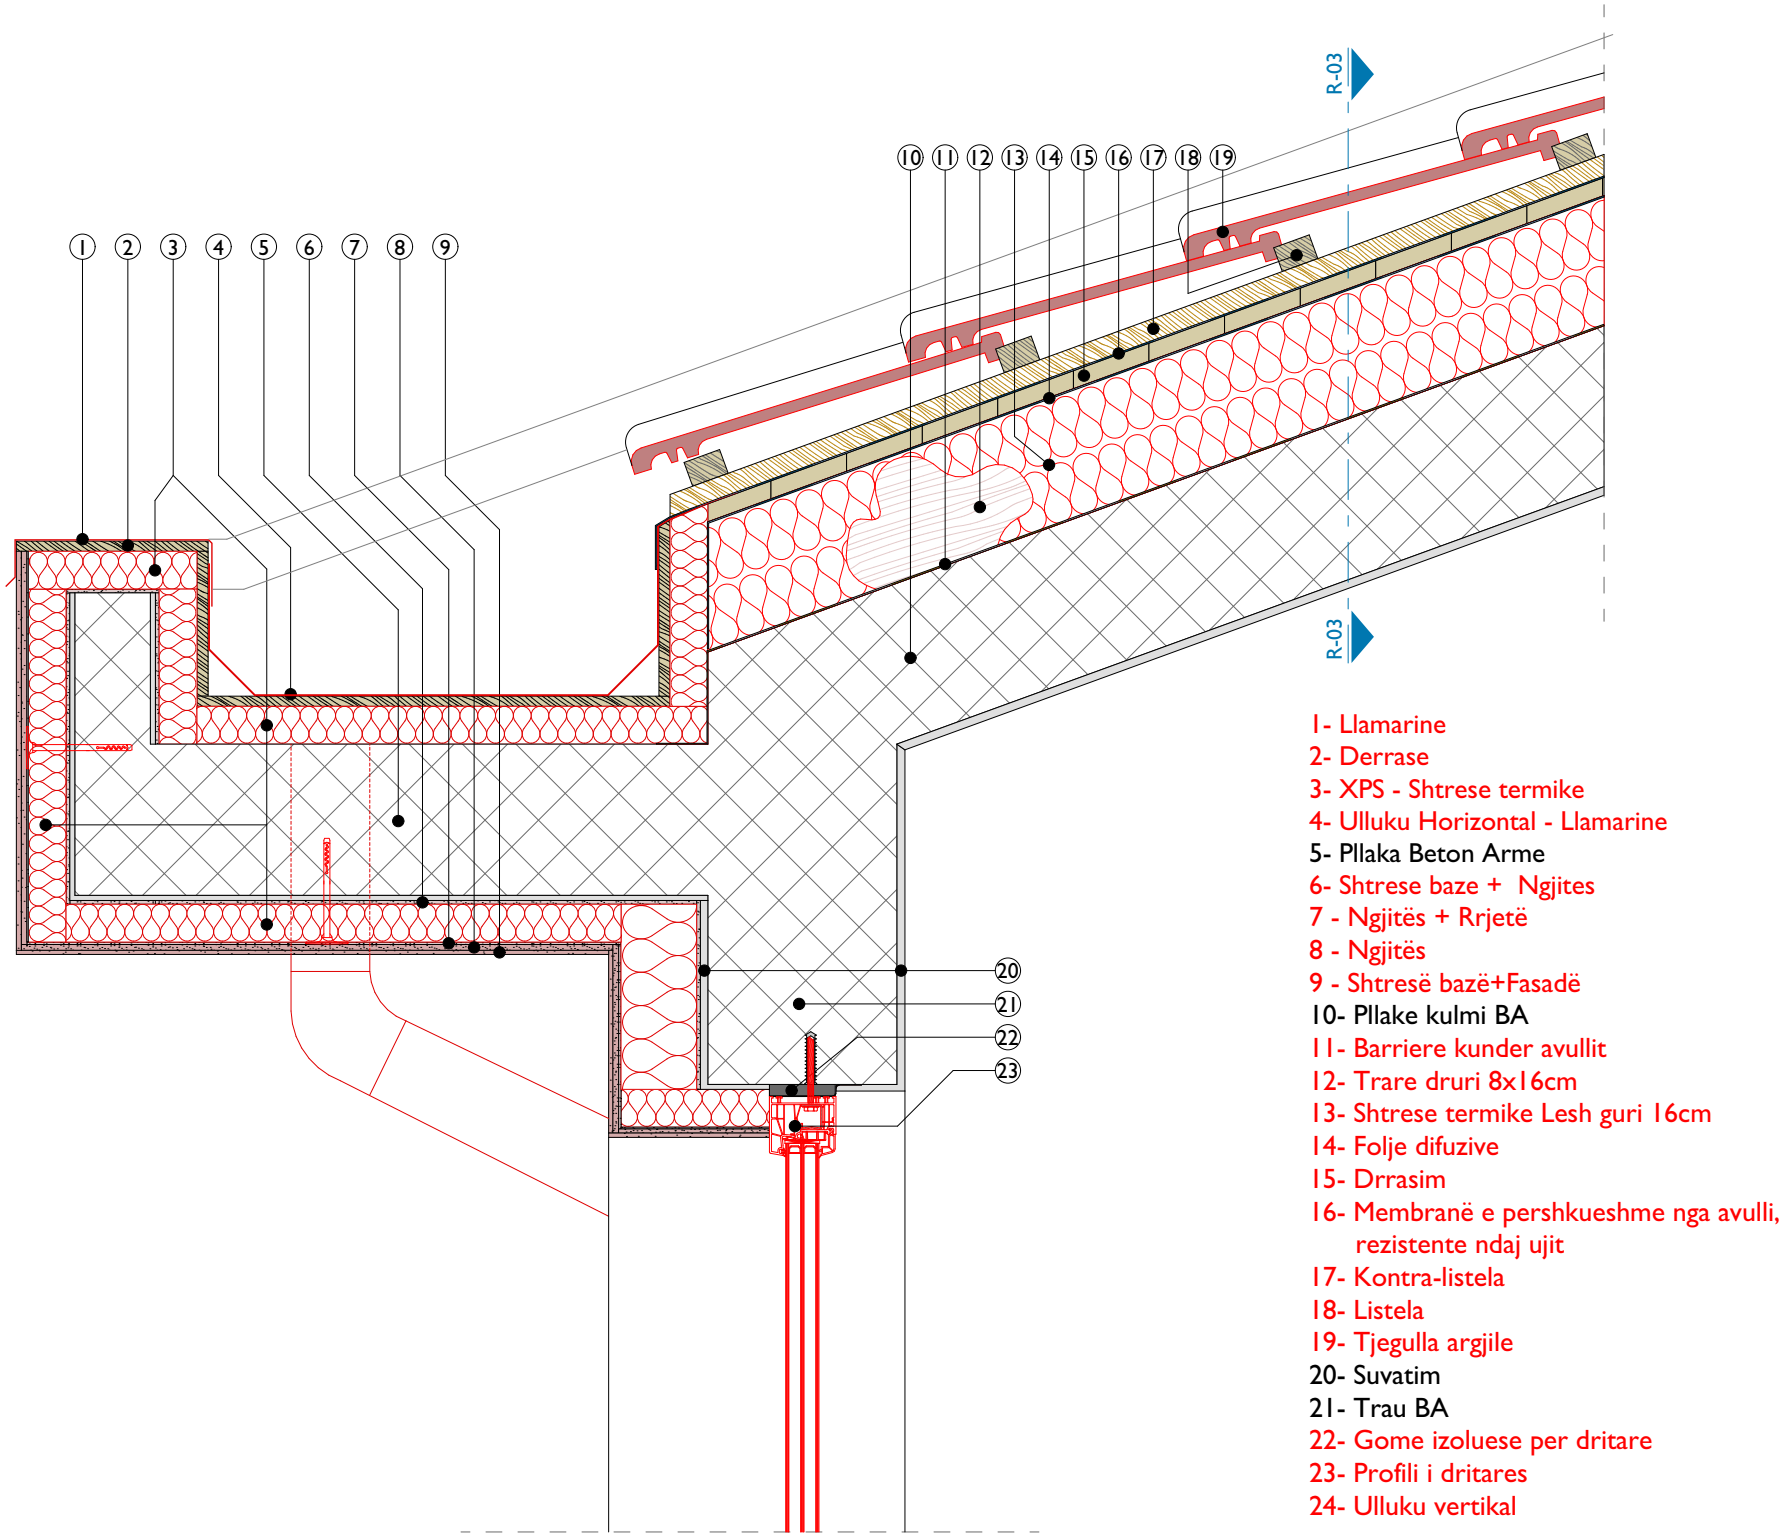 R-03
10 11 12 13 14 15 16 17 18 19
1 2 3 4 5 6 7 8 9
R-03
1- Llamarine
2- Derrase
3- XPS - Shtrese termike
4- Ulluku Horizontal - Llamarine
5- Pllaka Beton Arme
6- Shtrese baze + Ngjites
7 - Ngjitës + Rrjetë
8 - Ngjitës
9 - Shtresë bazë+Fasadë
10- Pllake kulmi BA
11- Barriere kunder avullit
12- Trare druri 8x16cm
13- Shtrese termike Lesh guri 16cm
14- Folje difuzive
15- Drrasim
16- Membranë e pershkueshme nga avulli,
rezistente ndaj ujit
17- Kontra-listela
18- Listela
19- Tjegulla argjile
20- Suvatim
21- Trau BA
22- Gome izoluese per dritare
23- Profili i dritares
24- Ulluku vertikal
20
21
22
23